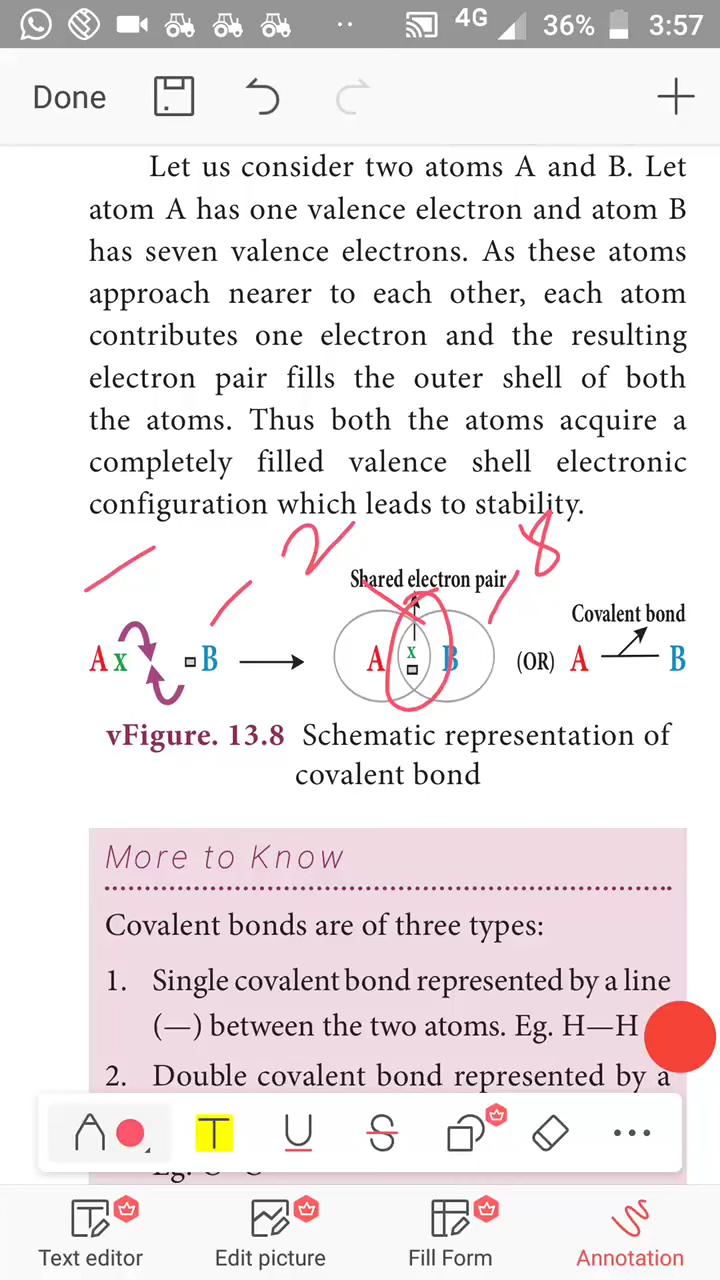 4G 36% 3:57
Done
Let us consider two atoms A and B. Let
atom A has one valence electron and atom B
has seven valence electrons. As these atoms
approach nearer to each other, each atom
contributes one electron and the resulting
electron pair fills the outer shell of both
the atoms. Thus both the atoms acquire a
completely filled valence shell electronic
configuration which leads to stability.
2 8
Shared electron pair
Covalent bond
A x B A x B (OR) A B
vFigure. 13.8 Schematic representation of
covalent bond
More to Know
Covalent bonds are of three types:
1. Single covalent bond represented by a line
(—) between the two atoms. Eg. H—H
2. Double covalent bond represented by a
T U S
Text editor Edit picture Fill Form Annotation